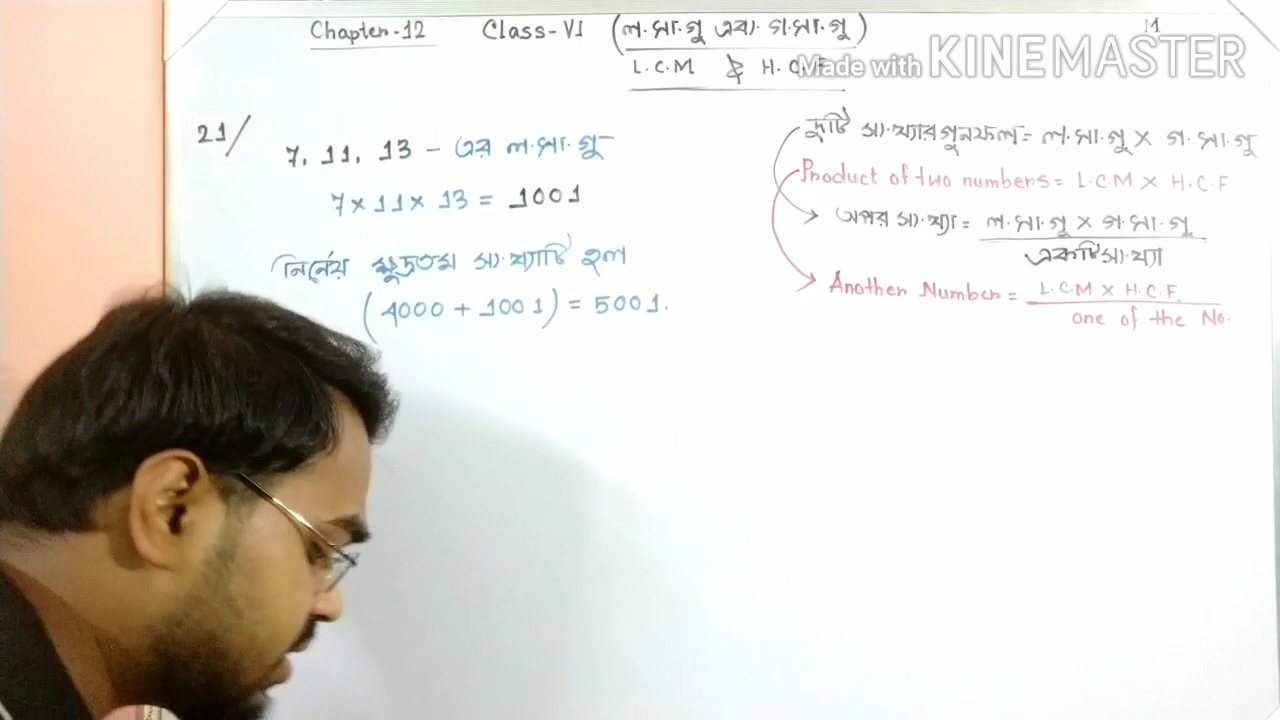 Chapter-12 Class-VI (ল.সা.গু এবং গ.সা.গু) M
L.C.M & H.C.F
Made with KINEMASTER
21/
7, 11, 13 - এর ল.সা.গু
7 x 11 x 13 = 1001
নির্নেয় ক্ষুদ্রতম সংখ্যাটি হল
(4000 + 1001) = 5001.
দুটি সংখ্যার গুনফল = ল.সা.গু x গ.সা.গু
Product of two numbers = L.C.M x H.C.F
অপর সংখ্যা = ল.সা.গু x গ.সা.গু
একটি সংখ্যা
Another Number = L.C.M x H.C.F.
one of the No.